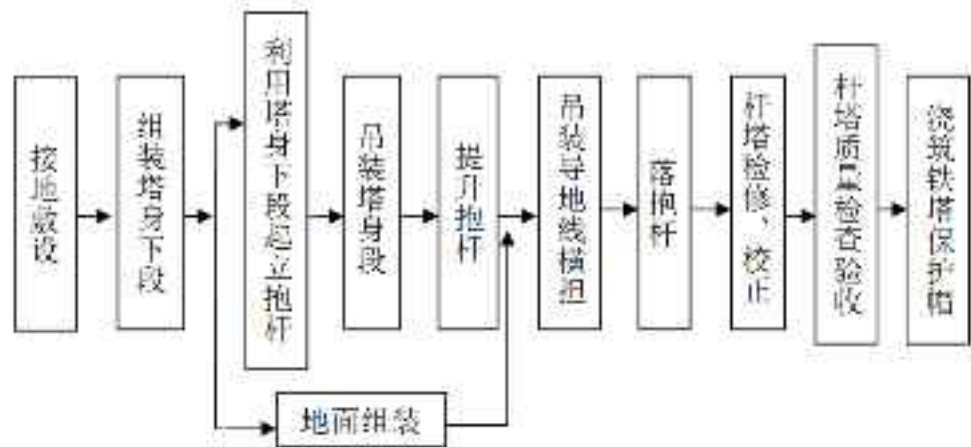 接地敷设
组装塔身下段
利用塔身下段起立抱杆
吊装塔身段
提升抱杆
吊装导地线横担
落抱杆
杆塔检修、校正
杆塔质量检查验收
浇筑铁塔保护帽
地面组装